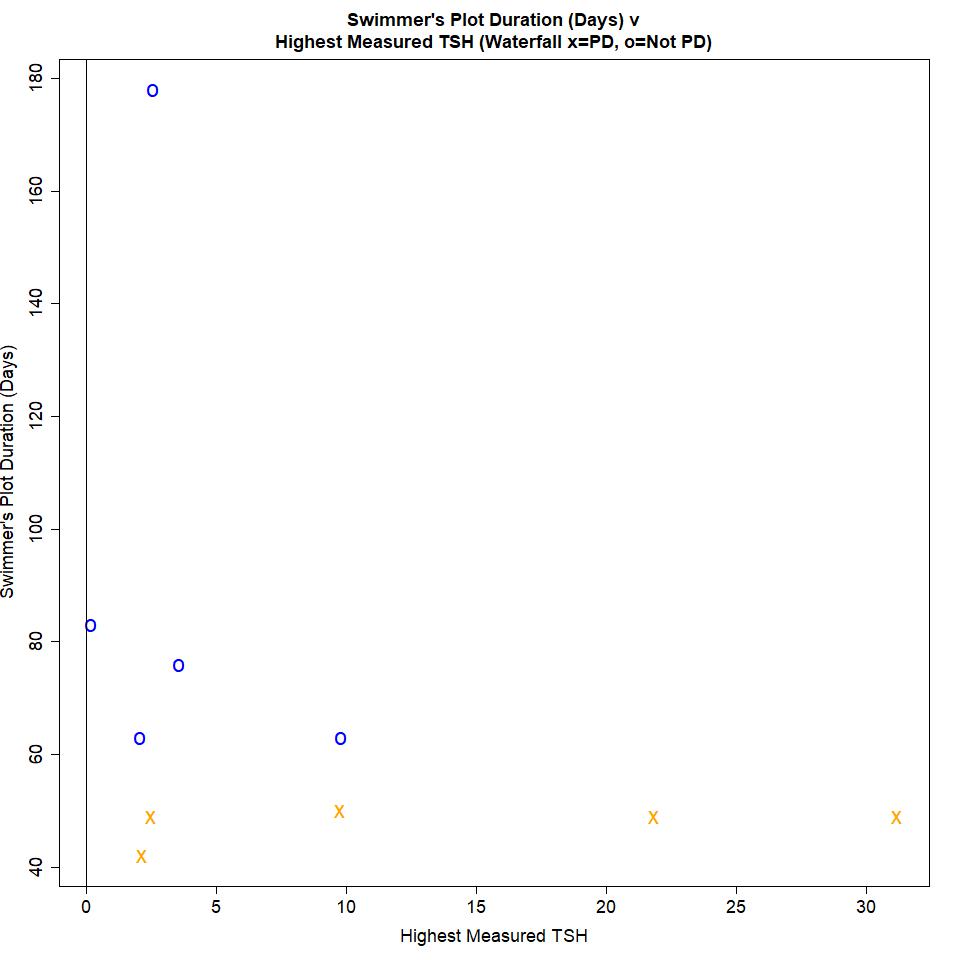 Swimmer's Plot Duration (Days) v
Highest Measured TSH (Waterfall x=PD, o=Not PD)
Swimmer's Plot Duration (Days)
180
160
140
120
100
80
60
40
o
o
o
o
o
x
x
x
x
x
0 5 10 15 20 25 30
Highest Measured TSH